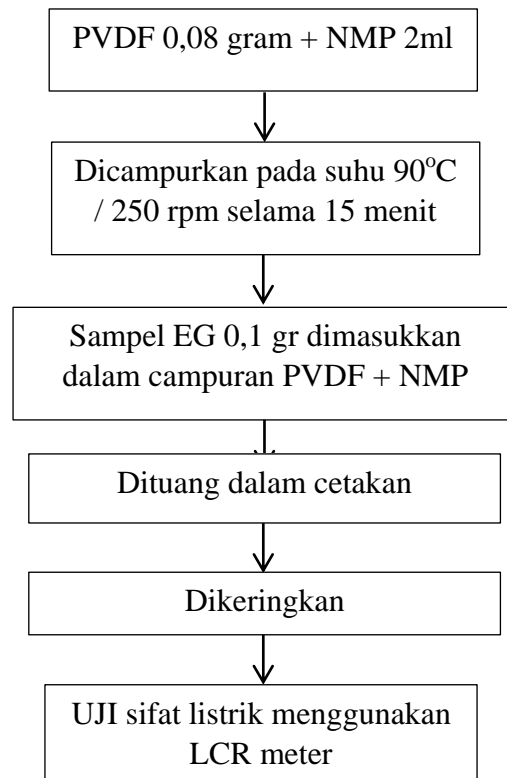 PVDF 0,08 gram + NMP 2ml
Dicampurkan pada suhu 90°C
/ 250 rpm selama 15 menit
Sampel EG 0,1 gr dimasukkan
dalam campuran PVDF + NMP
Dituang dalam cetakan
Dikeringkan
UJI sifat listrik menggunakan
LCR meter